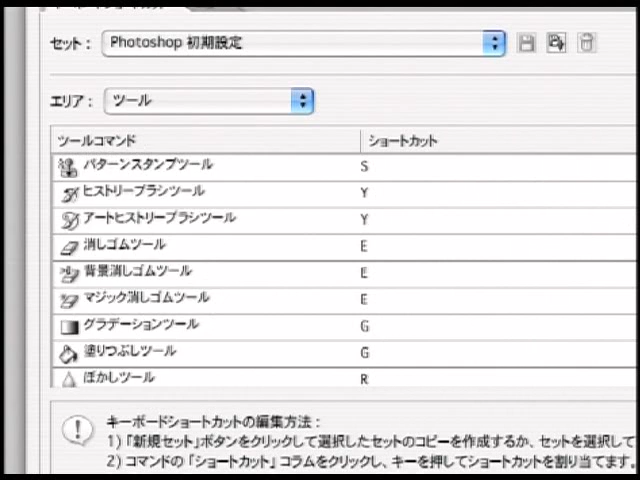 セット： Photoshop 初期設定
エリア： ツール
ツールコマンド ショートカット
パターンスタンプツール S
ヒストリーブラシツール Y
アートヒストリーブラシツール Y
消しゴムツール E
背景消しゴムツール E
マジック消しゴムツール E
グラデーションツール G
塗りつぶしツール G
ぼかしツール R
キーボードショートカットの編集方法：
1)「新規セット」ボタンをクリックして選択したセットのコピーを作成するか、セットを選択して
2) コマンドの「ショートカット」コラムをクリックし、キーを押してショートカットを割り当てます。